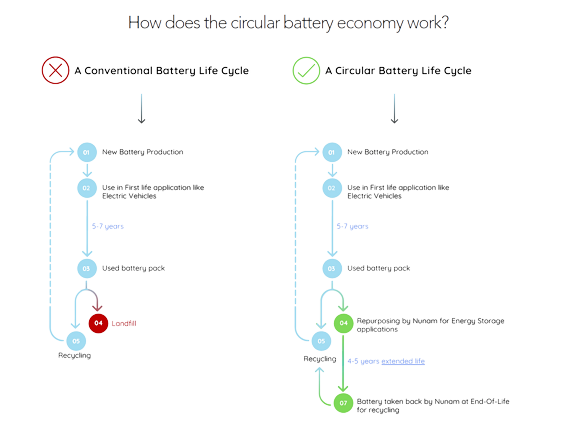 How does the circular battery economy work?
A Conventional Battery Life Cycle
01
New Battery Production
02
Use in First life application like
Electric Vehicles
5-7 years
03
Used battery pack
04
Landfill
05
Recycling
A Circular Battery Life Cycle
01
New Battery Production
02
Use in First life application like
Electric Vehicles
5-7 years
03
Used battery pack
04
Repurposing by Nunam for Energy Storage
applications
05
Recycling
4-5 years extended life
07
Battery taken back by Nunam at End-Of-Life
for recycling